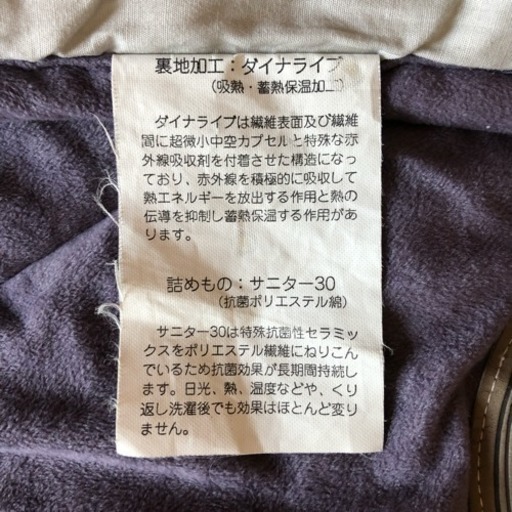 裏地加工：ダイナライブ
（吸熱・蓄熱保温加工）
ダイナライブは繊維表面及び繊維
間に超微小中空カプセルと特殊な赤
外線吸収剤を付着させた構造になっ
ており、赤外線を積極的に吸収して
熱エネルギーを放出する作用と熱の
伝導を抑制し蓄熱保温する作用があ
ります。
詰めもの：サニター30
（抗菌ポリエステル綿）
サニター30は特殊抗菌性セラミッ
クスをポリエステル繊維にねりこん
でいるため抗菌効果が長期間持続し
ます。日光、熱、湿度などや、くり
返し洗濯後でも効果はほとんど変り
ません。